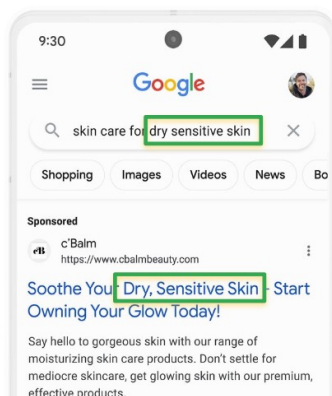 9:30
Google
skin care for dry sensitive skin
Shopping Images Videos News Bo
Sponsored
c'Balm
https://www.cbalmbeauty.com
Soothe Your Dry, Sensitive Skin - Start
Owning Your Glow Today!
Say hello to gorgeous skin with our range of
moisturizing skin care products. Don't settle for
mediocre skincare, get glowing skin with our premium,
effective products